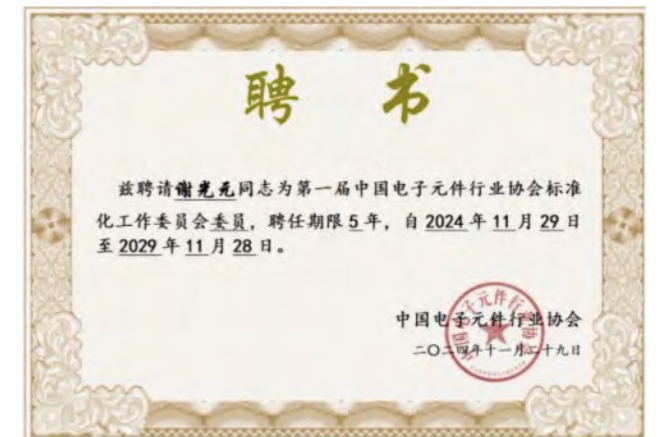 聘 书
兹聘请谢光元同志为第一届中国电子元件行业协会标准
化工作委员会委员，聘任期限5年，自2024年11月29日
至2029年11月28日。
中国电子元件行业协会
二〇二四年十一月二十九日